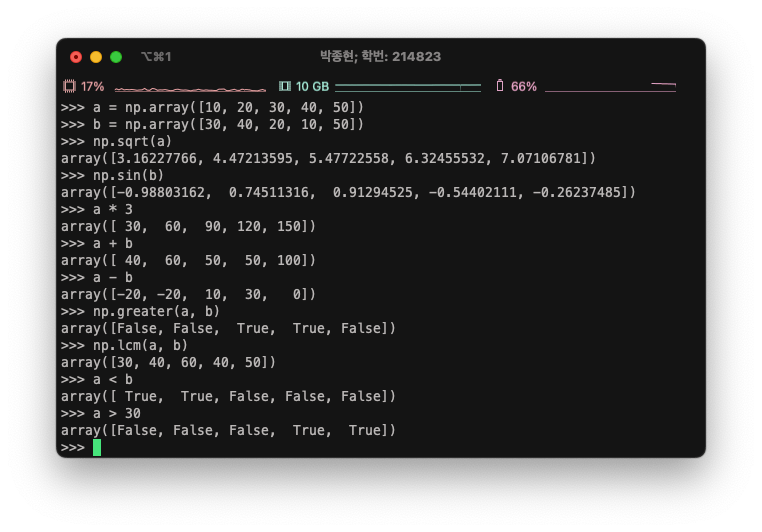 ⌥⌘1 박종현; 학번: 214823
17% 10 GB 66%
>>> a = np.array([10, 20, 30, 40, 50])
>>> b = np.array([30, 40, 20, 10, 50])
>>> np.sqrt(a)
array([3.16227766, 4.47213595, 5.47722558, 6.32455532, 7.07106781])
>>> np.sin(b)
array([-0.98803162,  0.74511316,  0.91294525, -0.54402111, -0.26237485])
>>> a * 3
array([ 30,  60,  90, 120, 150])
>>> a + b
array([ 40,  60,  50,  50, 100])
>>> a - b
array([-20, -20,  10,  30,   0])
>>> np.greater(a, b)
array([False, False,  True,  True, False])
>>> np.lcm(a, b)
array([30, 40, 60, 40, 50])
>>> a < b
array([ True,  True, False, False, False])
>>> a > 30
array([False, False, False,  True,  True])
>>>